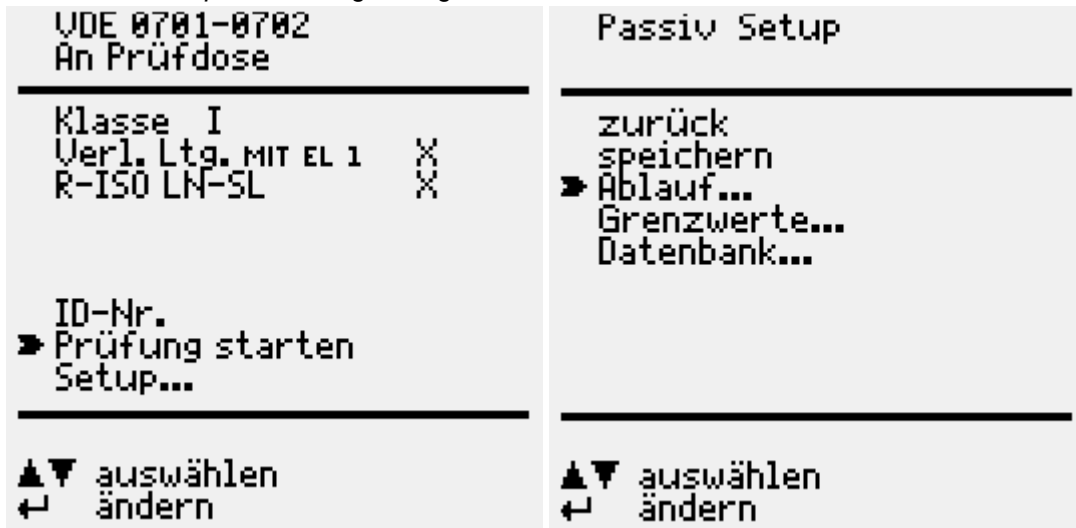 VDE 0701-0702
An Prüfdose
Klasse I
Verl. Ltg. MIT EL 1 X
R-ISO LN-SL X
ID-Nr.
Prüfung starten
Setup...
▲▼ auswählen
↵ ändern
Passiv Setup
zurück
speichern
Ablauf...
Grenzwerte...
Datenbank...
▲▼ auswählen
↵ ändern